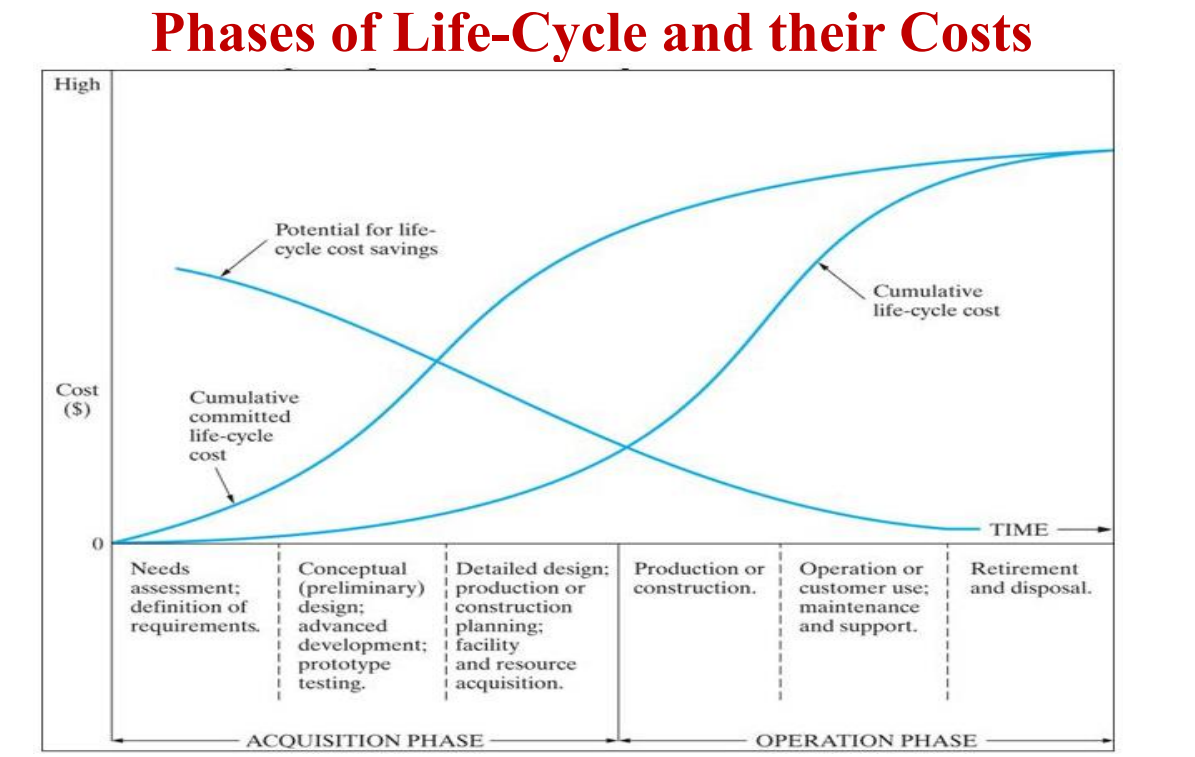 Phases of Life-Cycle and their Costs
High
Potential for life-
cycle cost savings
Cumulative
life-cycle cost
Cost
($)
Cumulative
committed
life-cycle
cost
TIME
0
Needs
assessment;
definition of
requirements.
Conceptual
(preliminary)
design;
advanced
development;
prototype
testing.
Detailed design;
production or
construction
planning;
facility
and resource
acquisition.
Production or
construction.
Operation or
customer use;
maintenance
and support.
Retirement
and disposal.
ACQUISITION PHASE
OPERATION PHASE